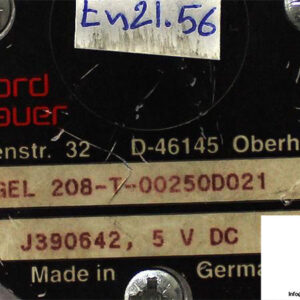 En21.56
ord
auer
enstr. 32 D-46145 Oberh
GEL 208-T-00250D021
J390642, 5 V DC
Made in Germa